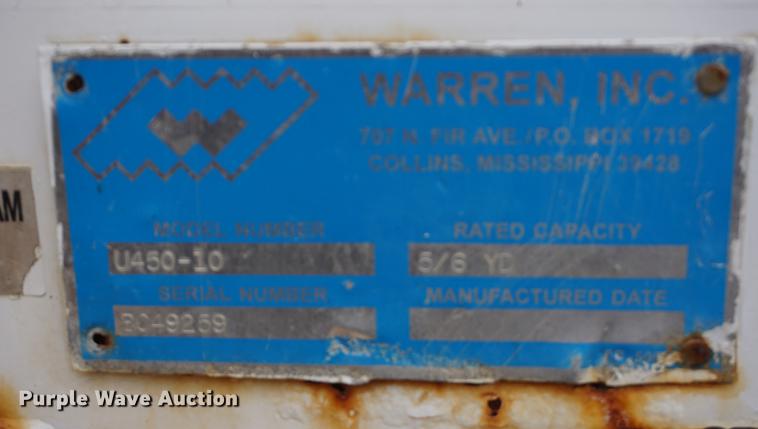 WARREN, INC.
707 N. FIR AVE./P.O. BOX 1719
COLLINS, MISSISSIPPI 39428
MODEL NUMBER
U450-10
RATED CAPACITY
5/6 YD
SERIAL NUMBER
MANUFACTURED DATE
AM
Purple Wave Auction